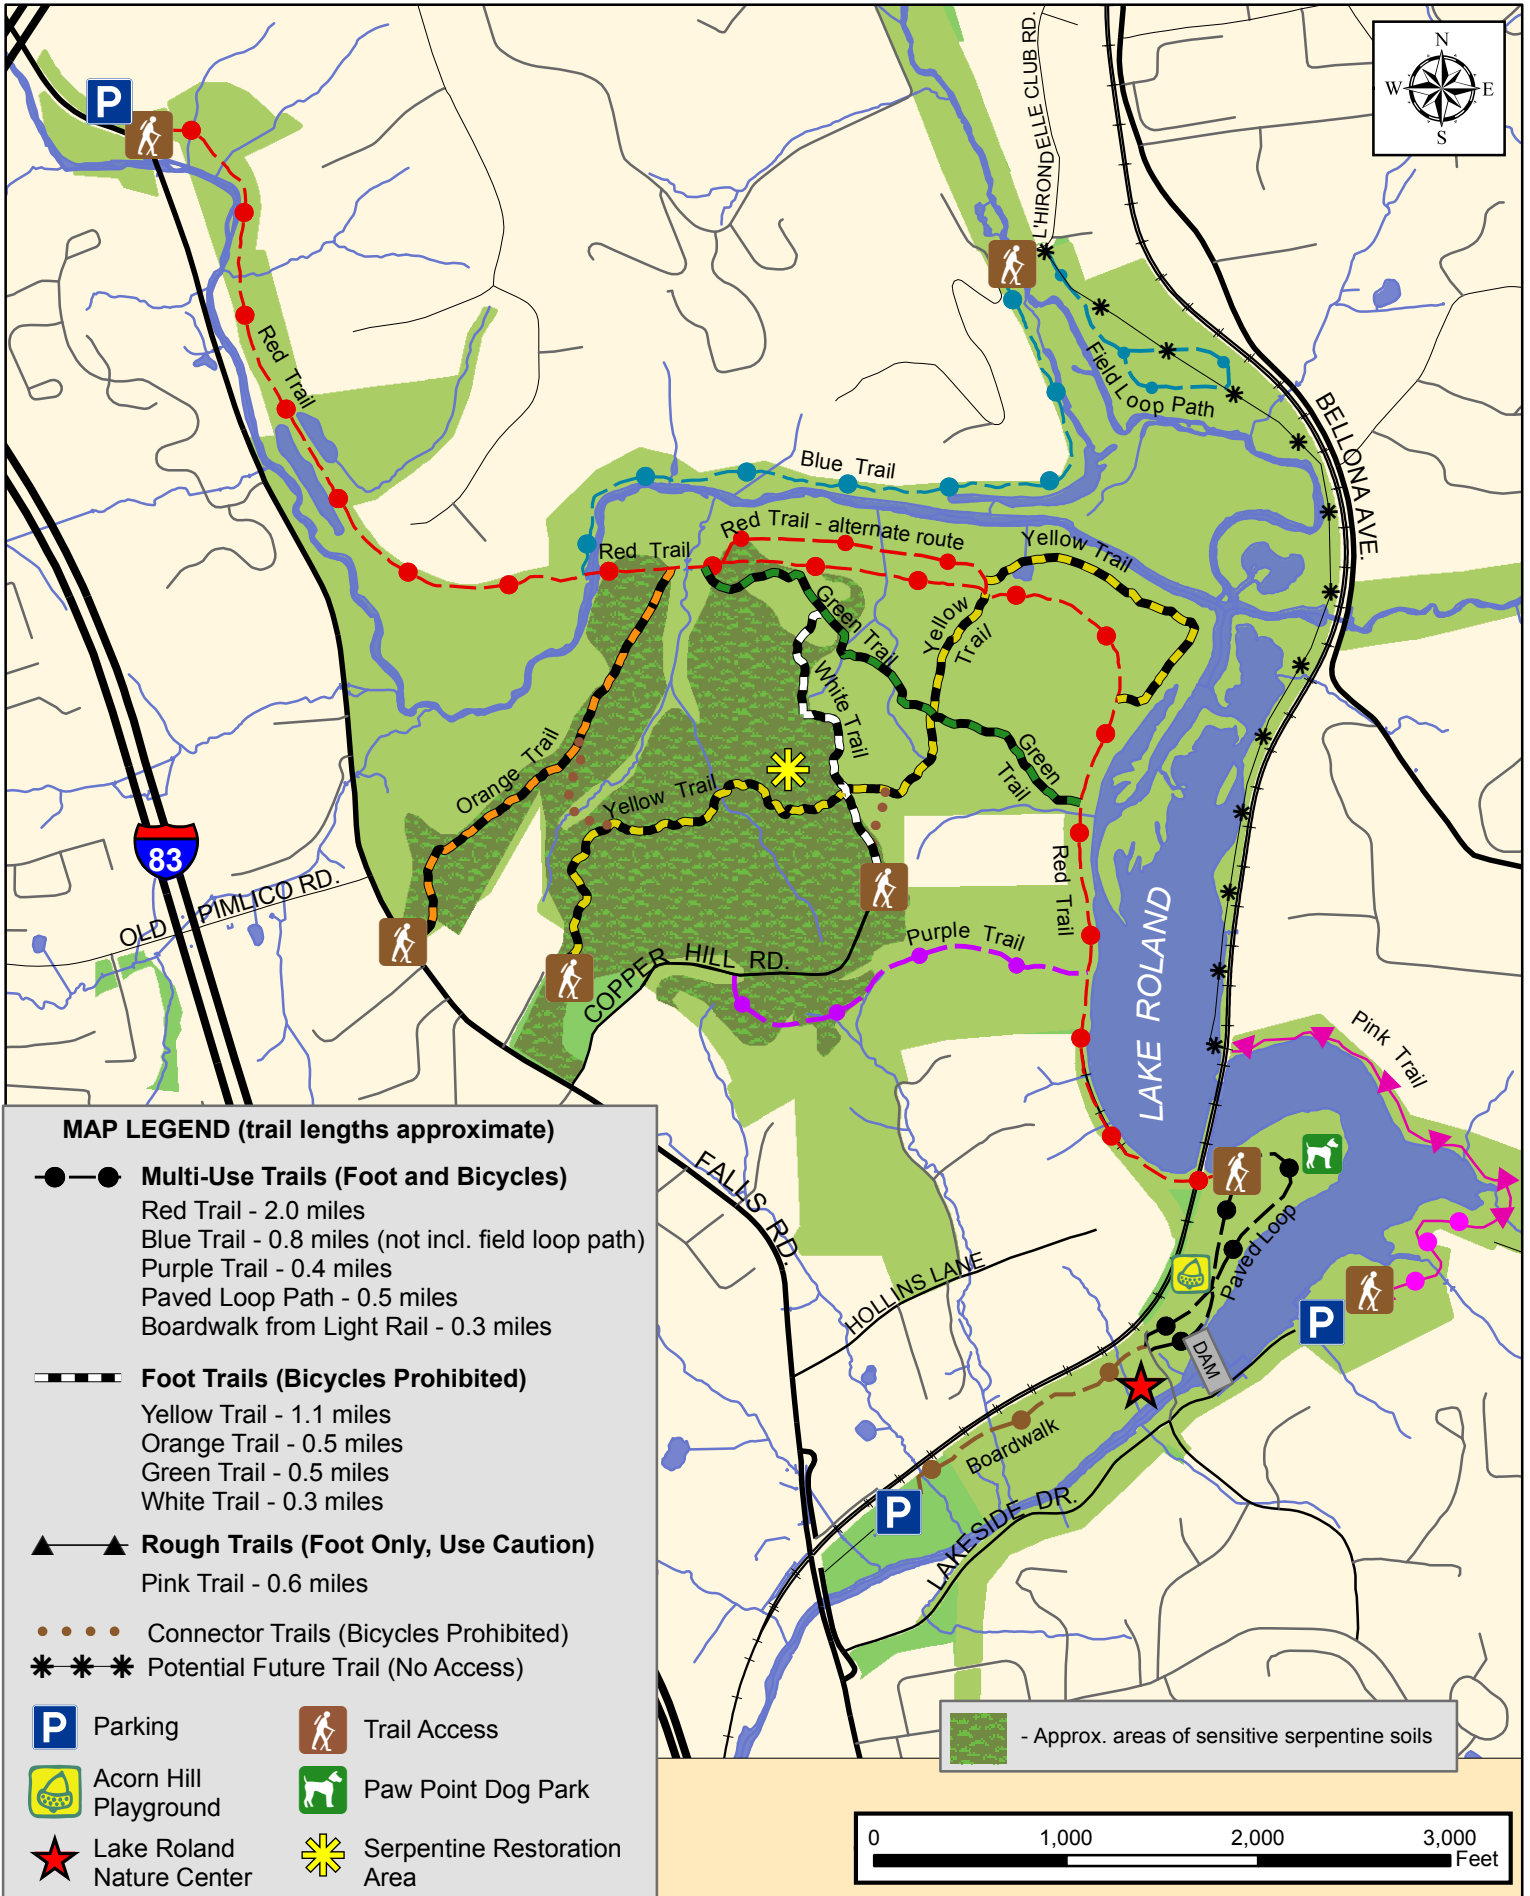 P
N
W E
S
L'HIRONDELLE CLUB RD.
Red Trail
Field Loop Path
BELLONA AVE.
Blue Trail
Red Trail - alternate route
Yellow Trail
Red Trail
Green Trail
Yellow Trail
White Trail
Orange Trail
Yellow Trail
Green Trail
83
OLD PIMLICO RD.
Red Trail
LAKE ROLAND
Purple Trail
COPPER HILL RD.
Pink Trail
FALLS RD.
HOLLINS LANE
Paved Loop
P
DAM
Boardwalk
P
LAKESIDE DR.
MAP LEGEND (trail lengths approximate)
Multi-Use Trails (Foot and Bicycles)
Red Trail - 2.0 miles
Blue Trail - 0.8 miles (not incl. field loop path)
Purple Trail - 0.4 miles
Paved Loop Path - 0.5 miles
Boardwalk from Light Rail - 0.3 miles
Foot Trails (Bicycles Prohibited)
Yellow Trail - 1.1 miles
Orange Trail - 0.5 miles
Green Trail - 0.5 miles
White Trail - 0.3 miles
Rough Trails (Foot Only, Use Caution)
Pink Trail - 0.6 miles
Connector Trails (Bicycles Prohibited)
Potential Future Trail (No Access)
P Parking
Trail Access
Acorn Hill
Playground
Paw Point Dog Park
Lake Roland
Nature Center
Serpentine Restoration
Area
- Approx. areas of sensitive serpentine soils
0 1,000 2,000 3,000
Feet